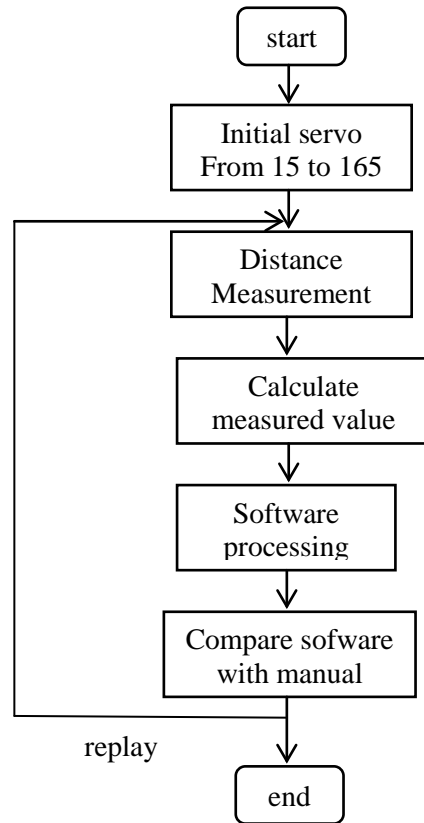 start
Initial servo
From 15 to 165
Distance
Measurement
Calculate
measured value
Software
processing
Compare sofware
with manual
replay
end